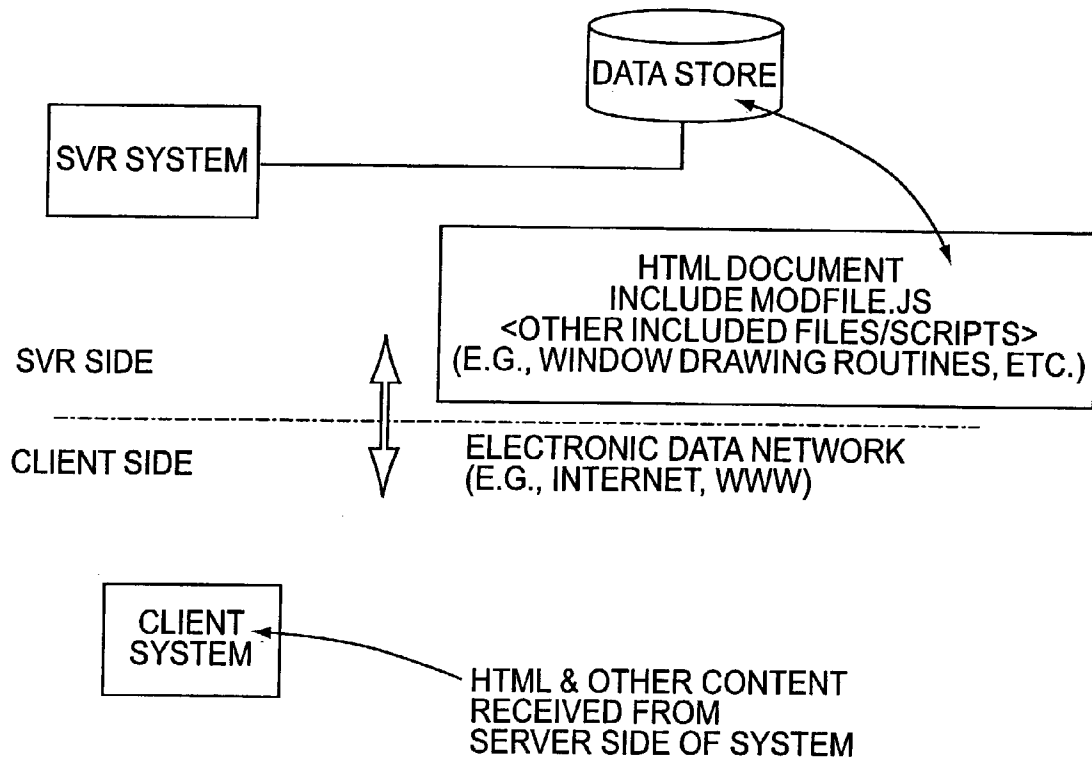 DATA STORE
SVR SYSTEM
HTML DOCUMENT
INCLUDE MODFILE.JS
<OTHER INCLUDED FILES/SCRIPTS>
(E.G., WINDOW DRAWING ROUTINES, ETC.)
SVR SIDE
CLIENT SIDE
ELECTRONIC DATA NETWORK
(E.G., INTERNET, WWW)
CLIENT
SYSTEM
HTML & OTHER CONTENT
RECEIVED FROM
SERVER SIDE OF SYSTEM